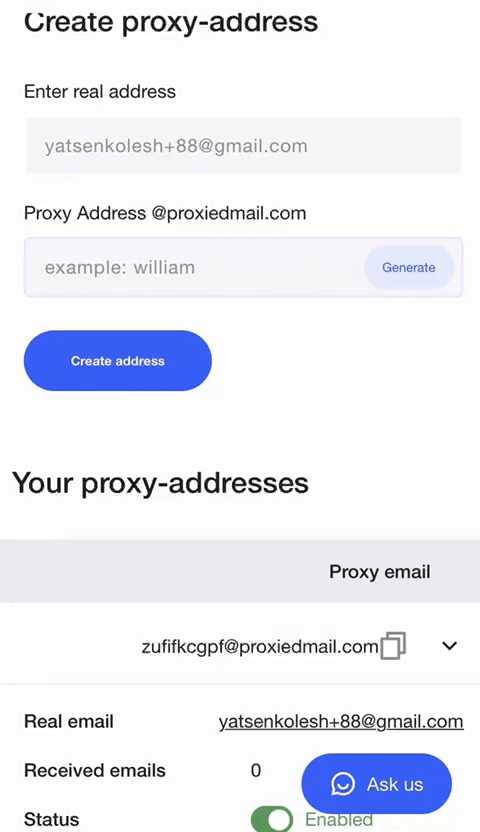 Create proxy-address
Enter real address
yatsenkolesh+88@gmail.com
Proxy Address @proxiedmail.com
example: william
Generate
Create address
Your proxy-addresses
Proxy email
zufifkcgpf@proxiedmail.com
Real email yatsenkolesh+88@gmail.com
Received emails 0
Ask us
Status Enabled